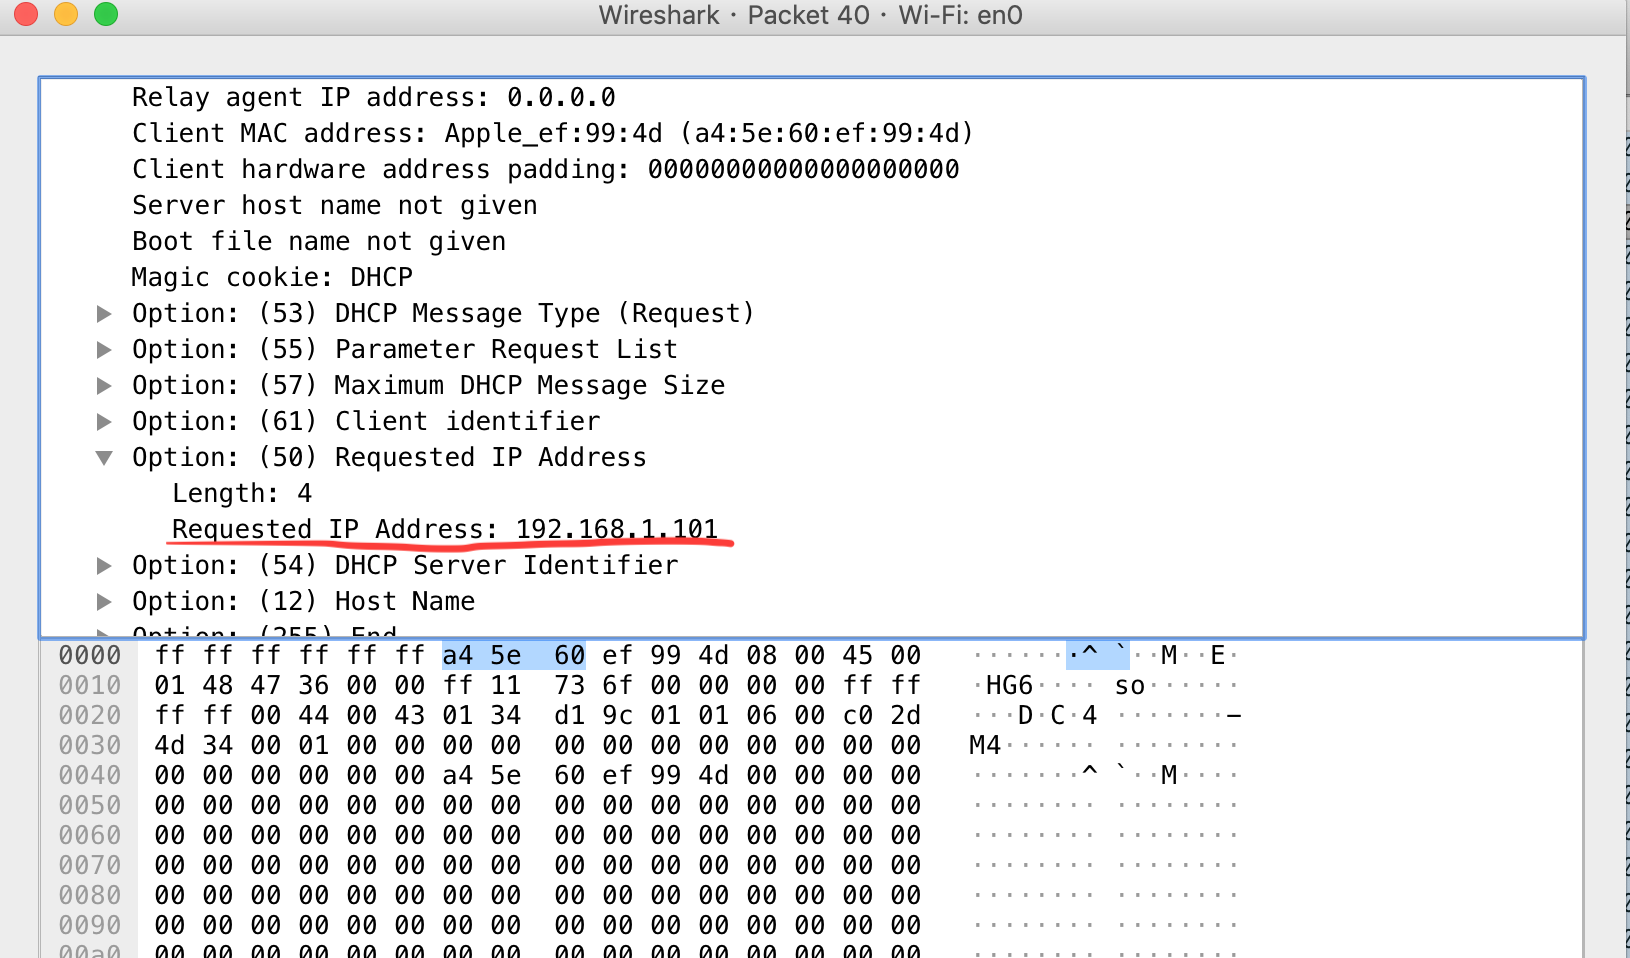 Wireshark · Packet 40 · Wi-Fi: en0
Relay agent IP address: 0.0.0.0
Client MAC address: Apple_ef:99:4d (a4:5e:60:ef:99:4d)
Client hardware address padding: 00000000000000000000
Server host name not given
Boot file name not given
Magic cookie: DHCP
Option: (53) DHCP Message Type (Request)
Option: (55) Parameter Request List
Option: (57) Maximum DHCP Message Size
Option: (61) Client identifier
Option: (50) Requested IP Address
Length: 4
Requested IP Address: 192.168.1.101
Option: (54) DHCP Server Identifier
Option: (12) Host Name
Option: (255) End
0000 ff ff ff ff ff ff a4 5e 60 ef 99 4d 08 00 45 00 ·······^ `··M··E·
0010 01 48 47 36 00 00 ff 11 73 6f 00 00 00 00 ff ff ·HG6···· so······
0020 ff ff 00 44 00 43 01 34 d1 9c 01 01 06 00 c0 2d ···D·C·4 ·······-
0030 4d 34 00 01 00 00 00 00 00 00 00 00 00 00 00 00 M4······ ········
0040 00 00 00 00 00 00 a4 5e 60 ef 99 4d 00 00 00 00 ·······^ `··M····
0050 00 00 00 00 00 00 00 00 00 00 00 00 00 00 00 00 ········ ········
0060 00 00 00 00 00 00 00 00 00 00 00 00 00 00 00 00 ········ ········
0070 00 00 00 00 00 00 00 00 00 00 00 00 00 00 00 00 ········ ········
0080 00 00 00 00 00 00 00 00 00 00 00 00 00 00 00 00 ········ ········
0090 00 00 00 00 00 00 00 00 00 00 00 00 00 00 00 00 ········ ········
00a0 00 00 00 00 00 00 00 00 00 00 00 00 00 00 00 00 ········ ········